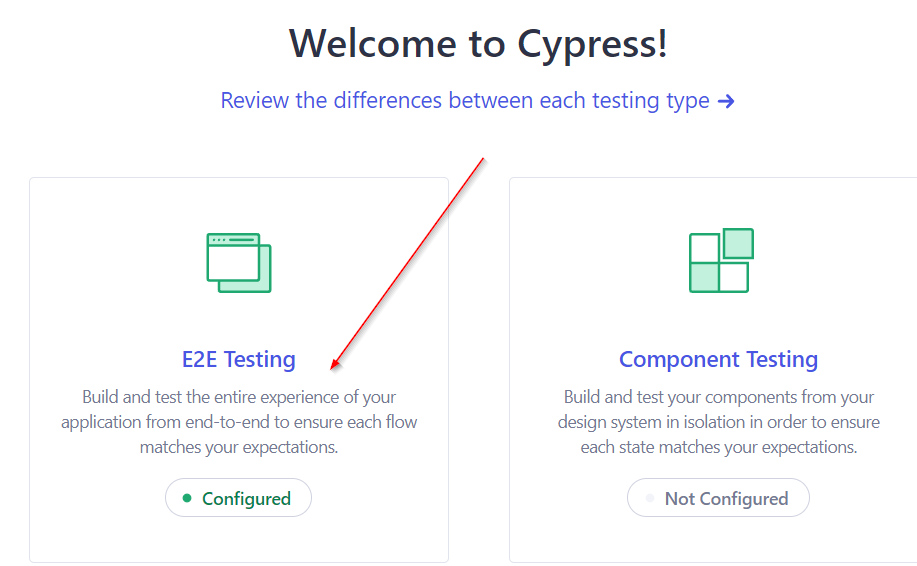 Welcome to Cypress!
Review the differences between each testing type →
E2E Testing
Build and test the entire experience of your
application from end-to-end to ensure each flow
matches your expectations.
Configured
Component Testing
Build and test your components from your
design system in isolation in order to ensure
each state matches your expectations.
Not Configured